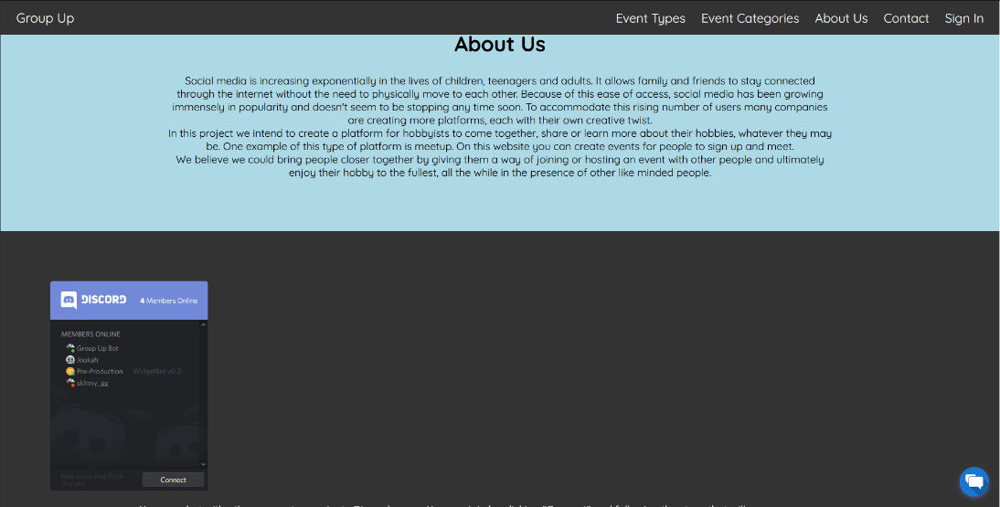 Group Up
Event Types
Event Categories
About Us
Contact
Sign In
About Us
Social media is increasing exponentially in the lives of children, teenagers and adults. It allows family and friends to stay connected
through the internet without the need to physically move to each other. Because of this ease of access, social media has been growing
immensely in popularity and doesn't seem to be stopping any time soon. To accommodate this rising number of users many companies
are creating more platforms, each with their own creative twist.
In this project we intend to create a platform for hobbyists to come together, share or learn more about their hobbies, whatever they may
be. One example of this type of platform is meetup. On this website you can create events for people to sign up and meet.
We believe we could bring people closer together by giving them a way of joining or hosting an event with other people and ultimately
enjoy their hobby to the fullest, all the while in the presence of other like minded people.
DISCORD
4 Members Online
MEMBERS ONLINE
Group Up Bot
Joukah
Pre-Production WidgetBot v0.2...
sk1nny_gg
Free voice chat from
Discord
Connect